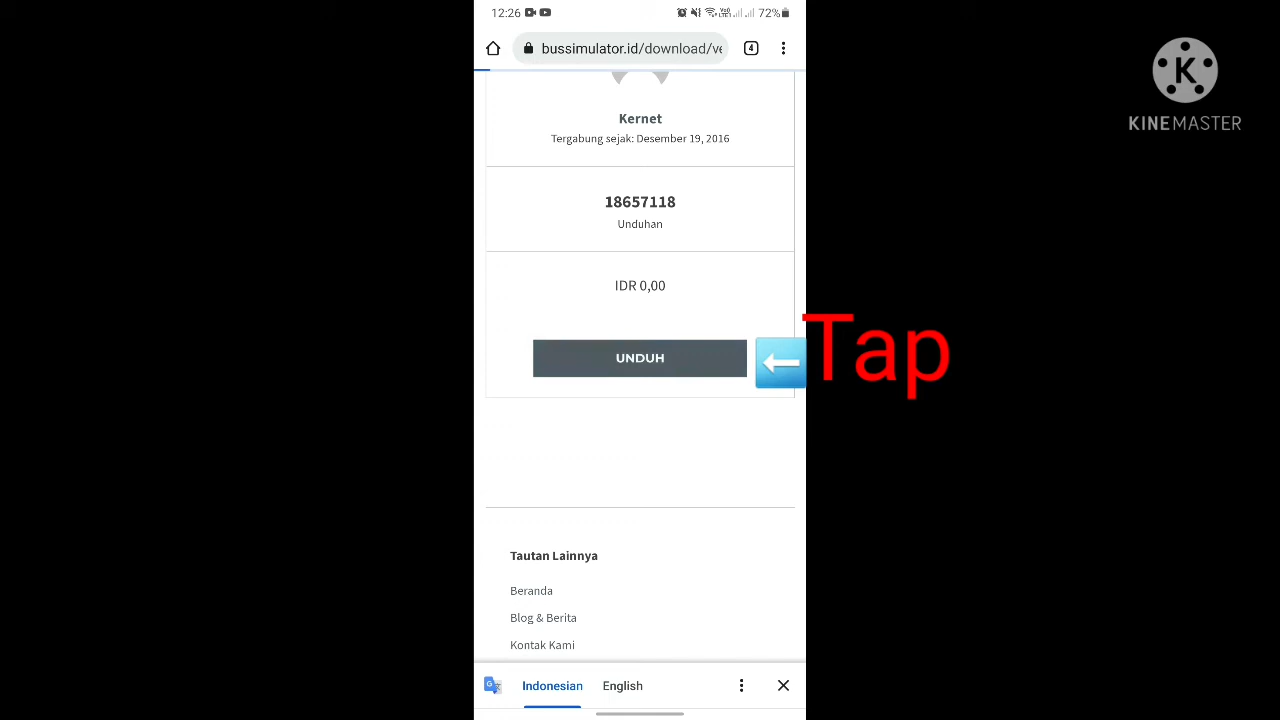 12:26
72%
bussimulator.id/download/ve
4
K
KINEMASTER
Kernet
Tergabung sejak: Desember 19, 2016
18657118
Unduhan
IDR 0,00
UNDUH
Tap
Tautan Lainnya
Beranda
Blog & Berita
Kontak Kami
Indonesian
English